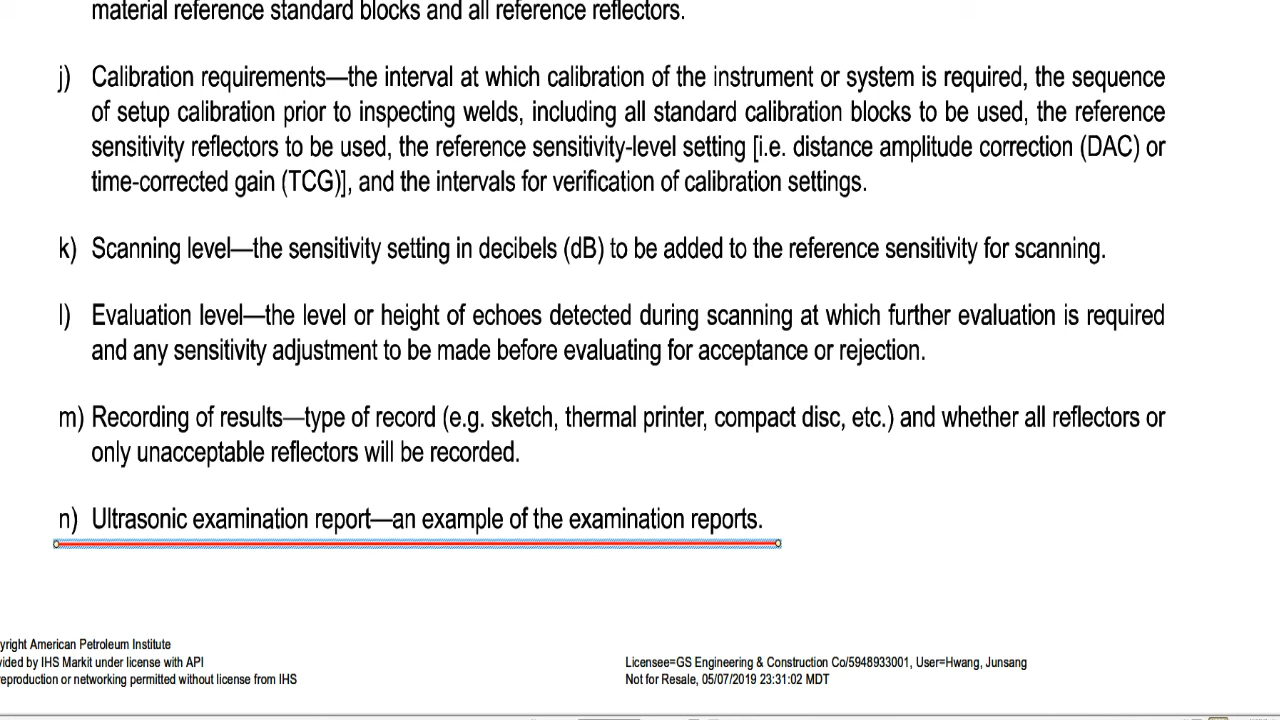 material reference standard blocks and all reference reflectors.
j) Calibration requirements—the interval at which calibration of the instrument or system is required, the sequence
of setup calibration prior to inspecting welds, including all standard calibration blocks to be used, the reference
sensitivity reflectors to be used, the reference sensitivity-level setting [i.e. distance amplitude correction (DAC) or
time-corrected gain (TCG)], and the intervals for verification of calibration settings.
k) Scanning level—the sensitivity setting in decibels (dB) to be added to the reference sensitivity for scanning.
l) Evaluation level—the level or height of echoes detected during scanning at which further evaluation is required
and any sensitivity adjustment to be made before evaluating for acceptance or rejection.
m) Recording of results—type of record (e.g. sketch, thermal printer, compact disc, etc.) and whether all reflectors or
only unacceptable reflectors will be recorded.
n) Ultrasonic examination report—an example of the examination reports.
yright American Petroleum Institute
vided by IHS Markit under license with API
eproduction or networking permitted without license from IHS
Licensee=GS Engineering & Construction Co/5948933001, User=Hwang, Junsang
Not for Resale, 05/07/2019 23:31:02 MDT